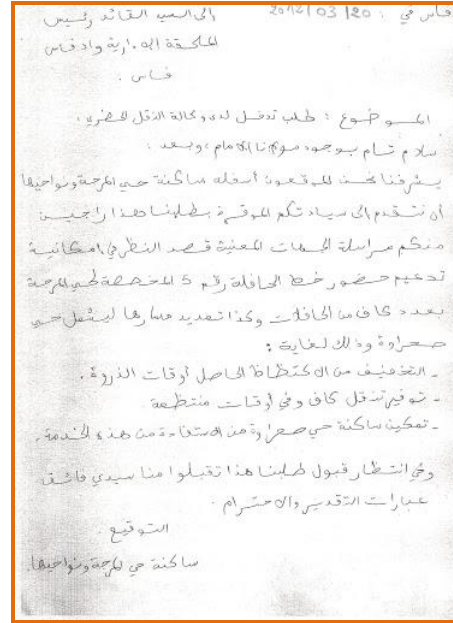 فاس في : 20/03/2012
إلى السيد القائد رئيس
الملحقة الإدارية واد فاس
فاس .
الموضوع : طلب تدخل لدى وكالة النقل الحضري .
سلام تام بوجود مولانا الإمام ، وبعد :
يشرفنا نحن الموقعون أسفله ساكنة حي المرجة ونواحيها
أن نتقدم إلى سيادتكم الموقرة بطلبنا هذا راجين
منكم مراسلة الجهات المعنية قصد النظر في إمكانية
تدعيم حضور خط الحافلة رقم 5 المخصصة لحي المرجة
بعدد كاف من الحافلات وكذا تمديد مسارها ليشمل حي
صهراوة وذلك لغاية :
- التخفيف من الاكتظاظ الحاصل أوقات الذروة .
- توفير تنقل كاف وفي أوقات منتظمة
- تمكين ساكنة حي صهراوة من الاستفادة من هذه الخدمة .
وفي انتظار قبول طلبنا هذا تقبلوا منا سيدي فائق
عبارات التقدير والاحترام .
التوقيع
ساكنة حي المرجة ونواحيها